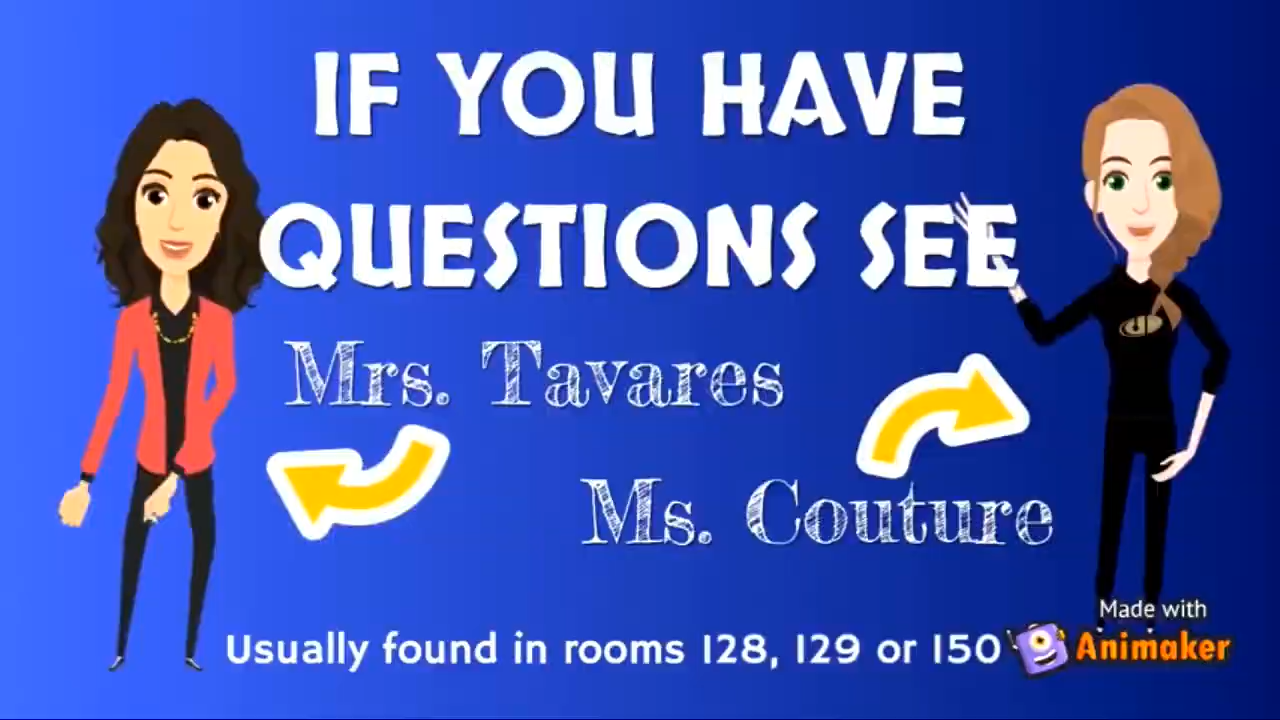 IF YOU HAVE
QUESTIONS SEE
Mrs. Tavares
Ms. Couture
Usually found in rooms 128, 129 or 150
Made with
Animaker